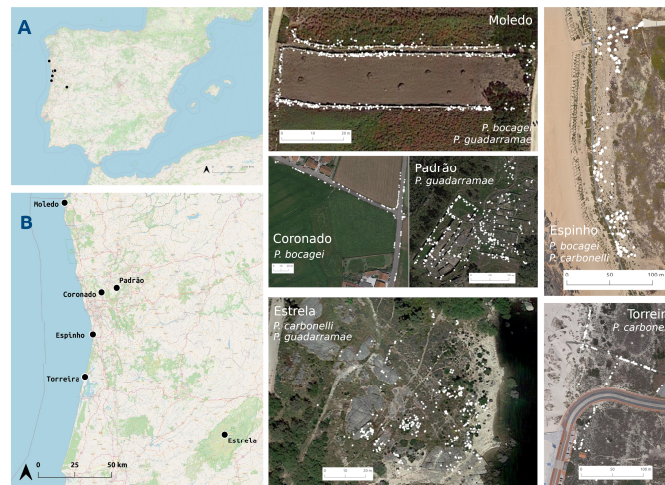 A
B
Moledo
Padrão
Coronado
Espinho
Torreira
Estrela
0 25 50 km
Moledo
P. bocagei
P. guadarramae
Padrão
P. guadarramae
Coronado
P. bocagei
Espinho
P. bocagei
P. carbonelli
0 50 100 m
Estrela
P. carbonelli
P. guadarramae
Torreir
P. carbone